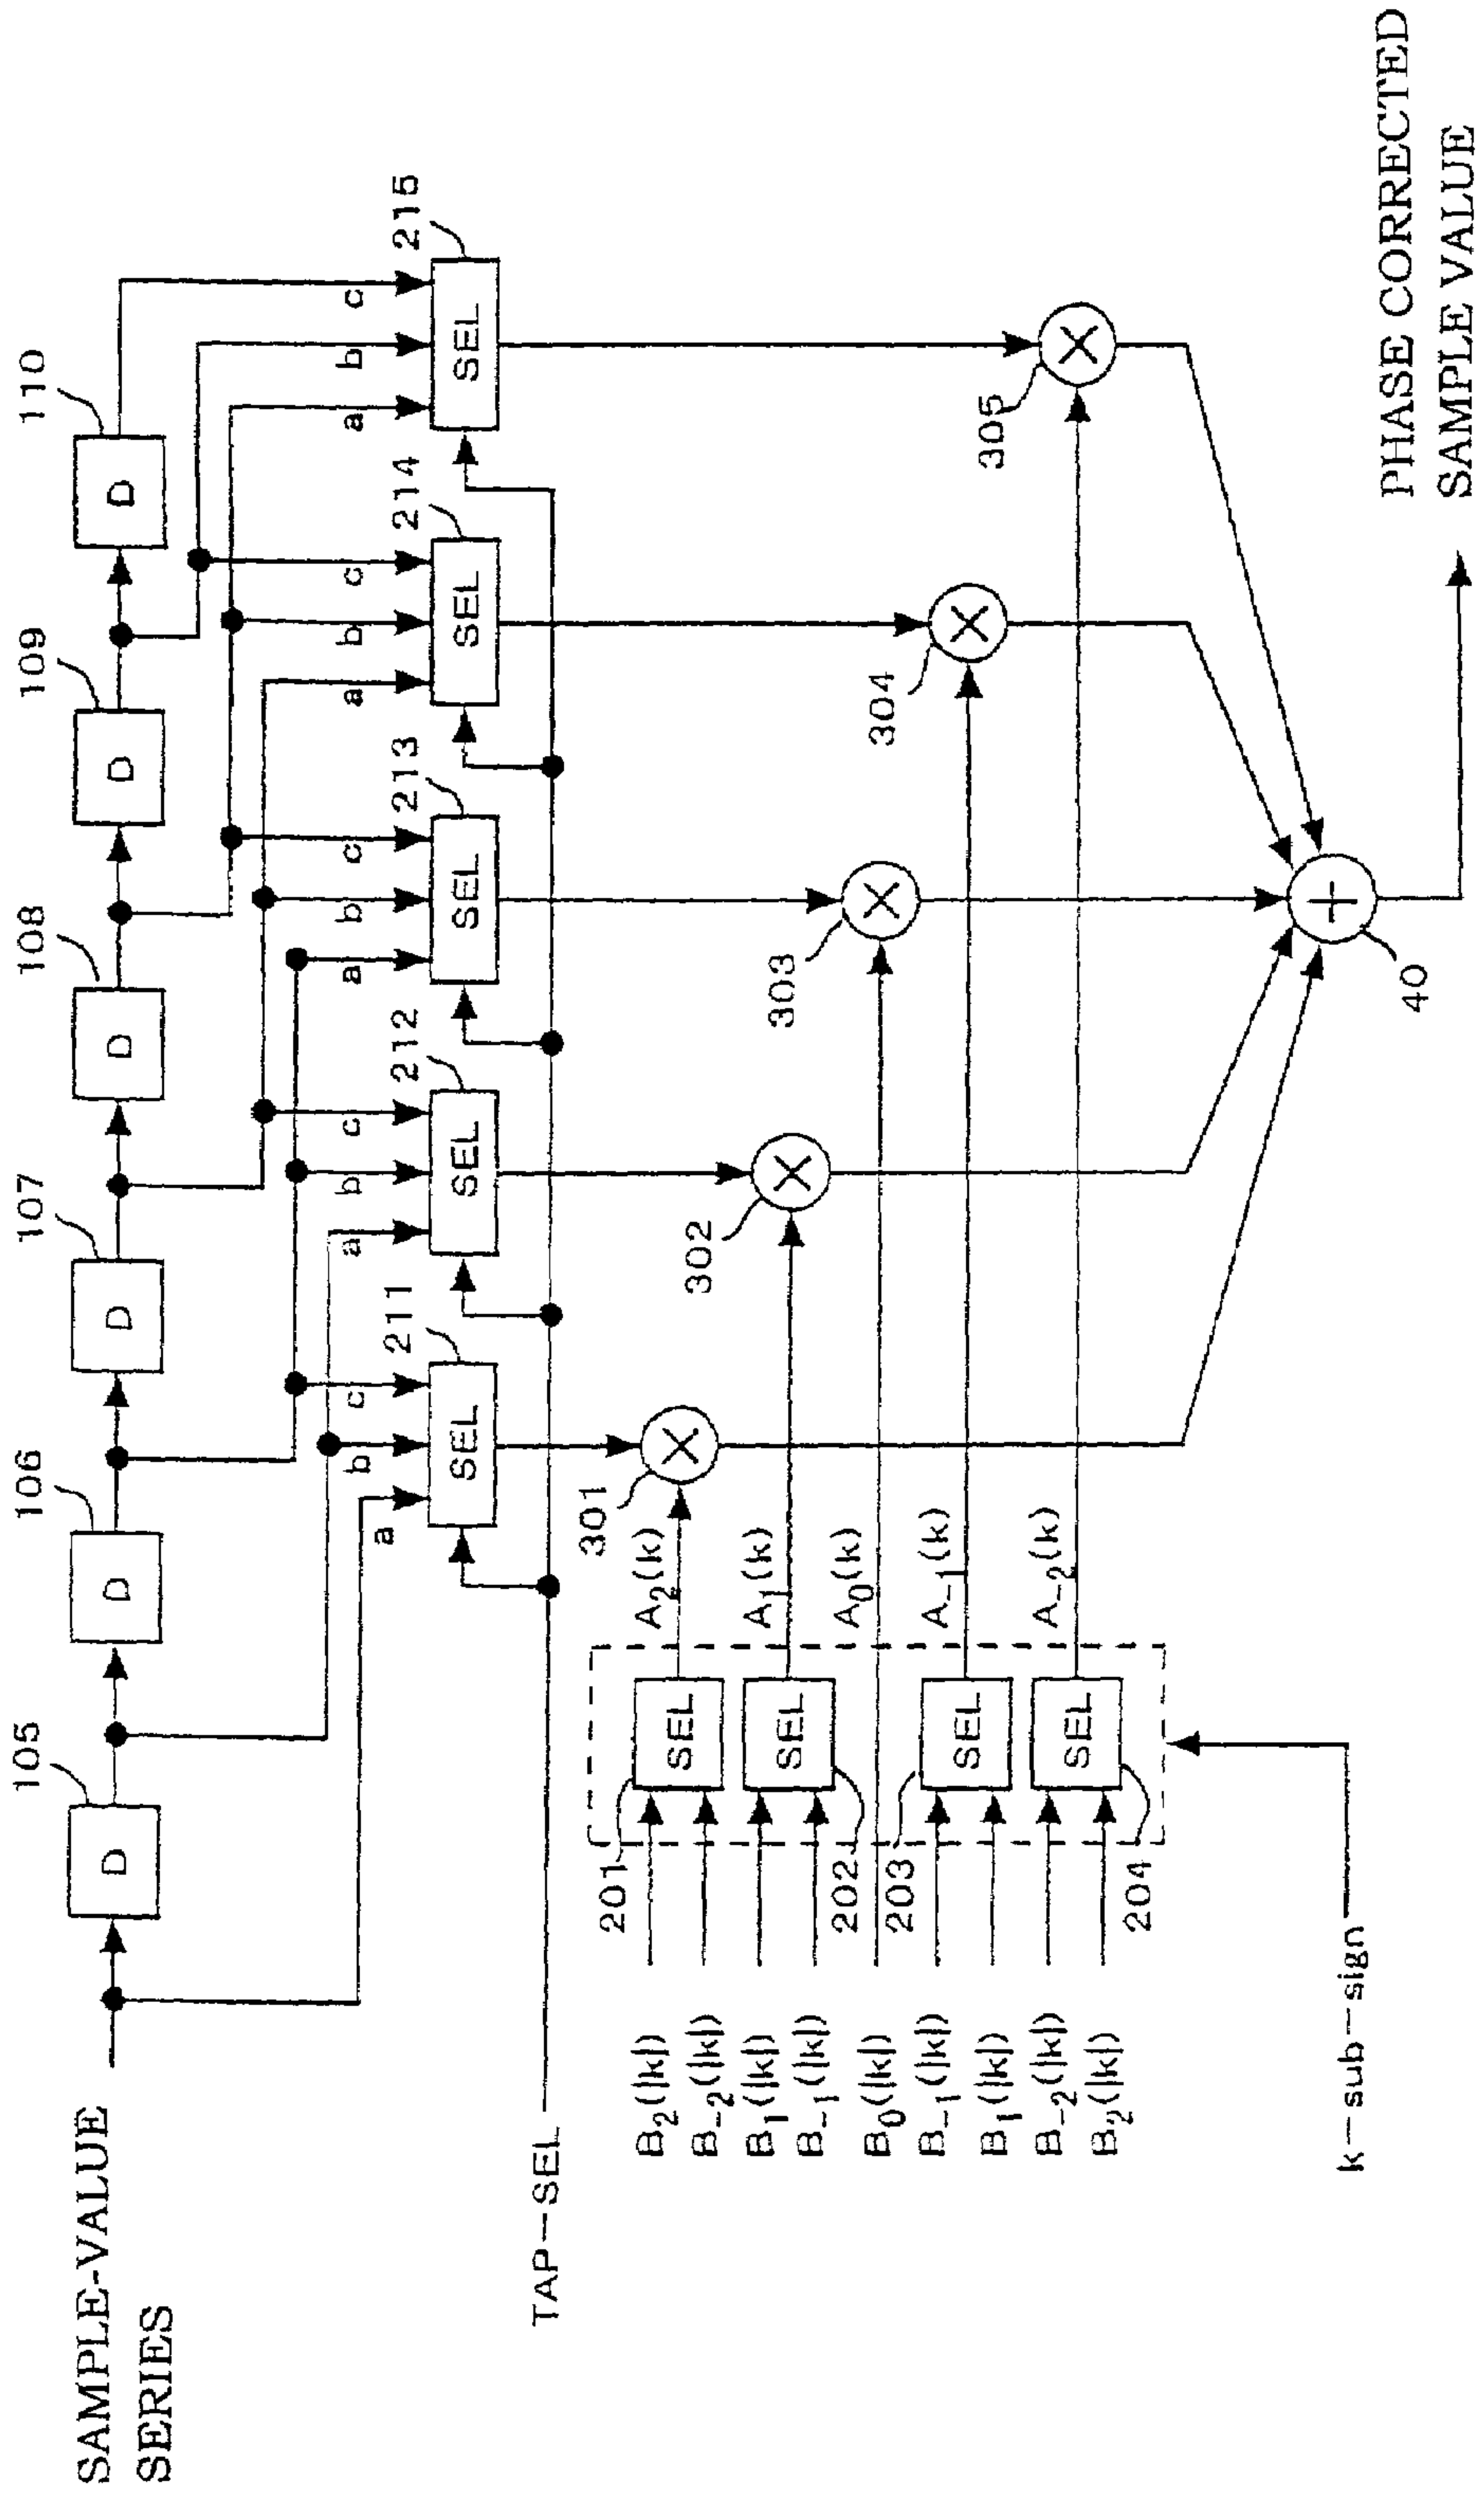 SAMPLE-VALUE
SERIES
105
106
107
108
109
110
D
D
D
D
D
D
a
b
c
a
b
c
a
b
c
a
b
c
a
b
c
211
212
213
214
215
SEL
SEL
SEL
SEL
SEL
TAP-SEL
301
302
303
304
305
201
B2(|k|)
SEL
A2(k)
B-2(|k|)
B1(|k|)
SEL
A1(k)
B-1(|k|)
202
B0(|k|)
A0(k)
203
B-1(|k|)
SEL
A-1(k)
B1(|k|)
B-2(|k|)
SEL
A-2(k)
B2(|k|)
204
k-sub-sign
40
PHASE CORRECTED
SAMPLE VALUE